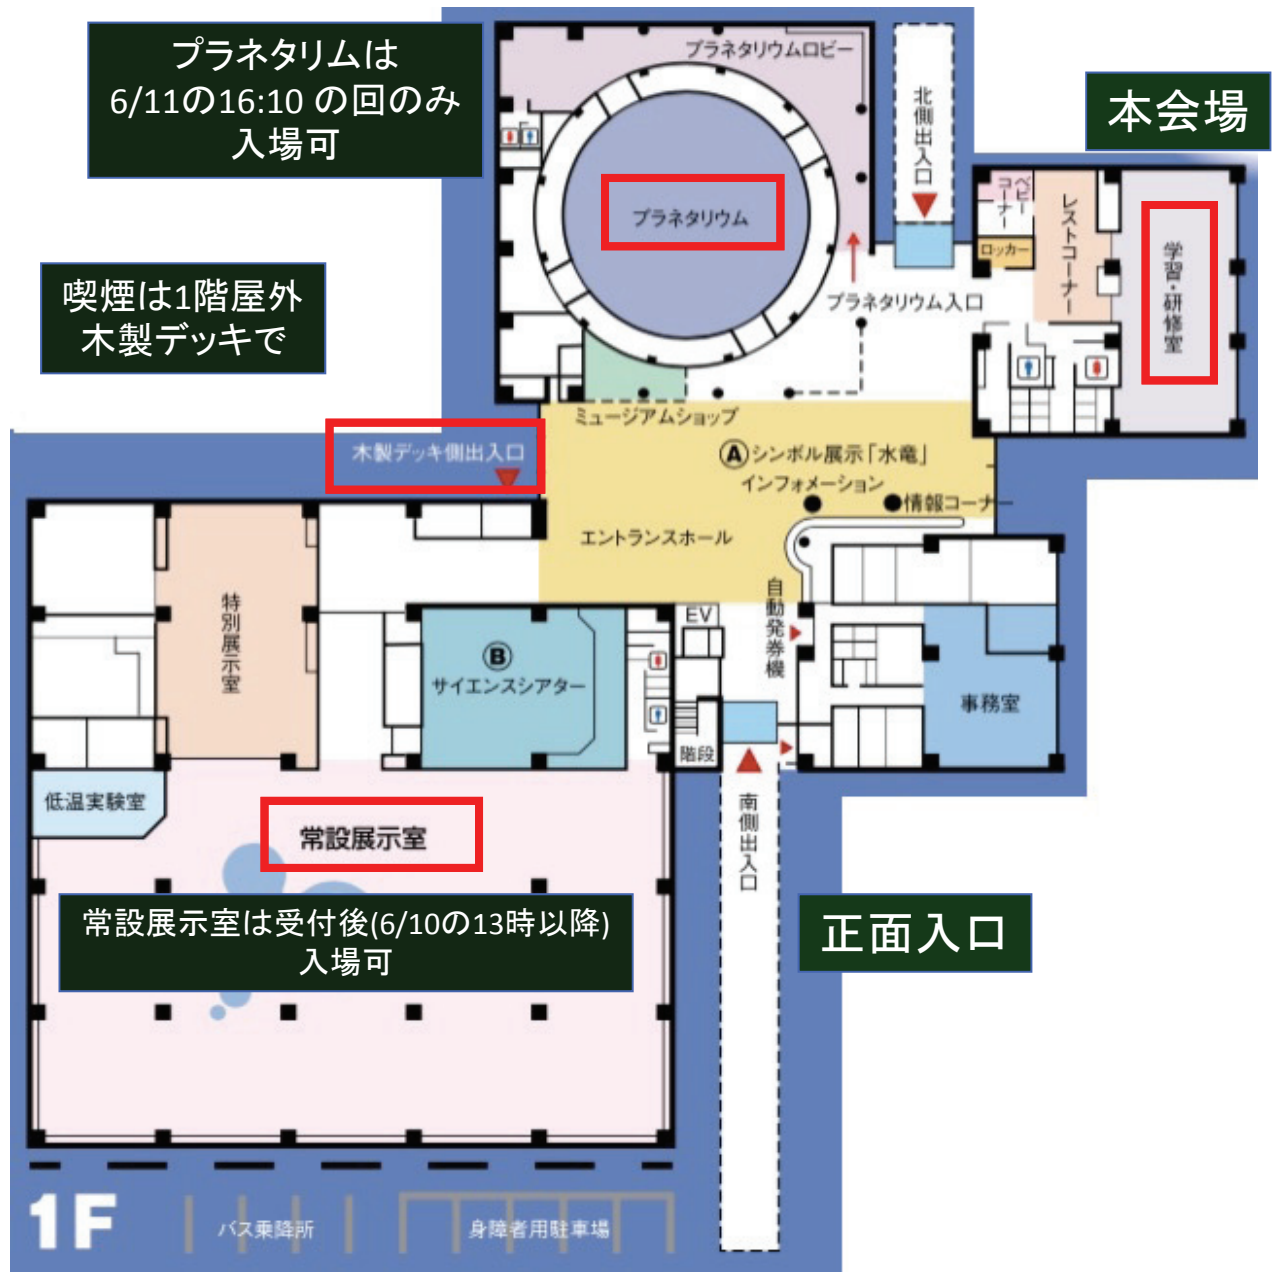 プラネタリムは
6/11の16:10 の回のみ
入場可
プラネタリウムロビー
北側出入口
本会場
ベビー
コーナー
レストコーナー
ロッカー
学習・研修室
プラネタリウム
プラネタリウム入口
喫煙は1階屋外
木製デッキで
ミュージアムショップ
木製デッキ側出入口
Ⓐシンボル展示「水竜」
インフォメーション
情報コーナー
エントランスホール
特別展示室
自動発券機
EV
Ⓑ
サイエンスシアター
事務室
階段
低温実験室
南側出入口
常設展示室
常設展示室は受付後(6/10の13時以降)
入場可
正面入口
1F
バス乗降所
身障者用駐車場